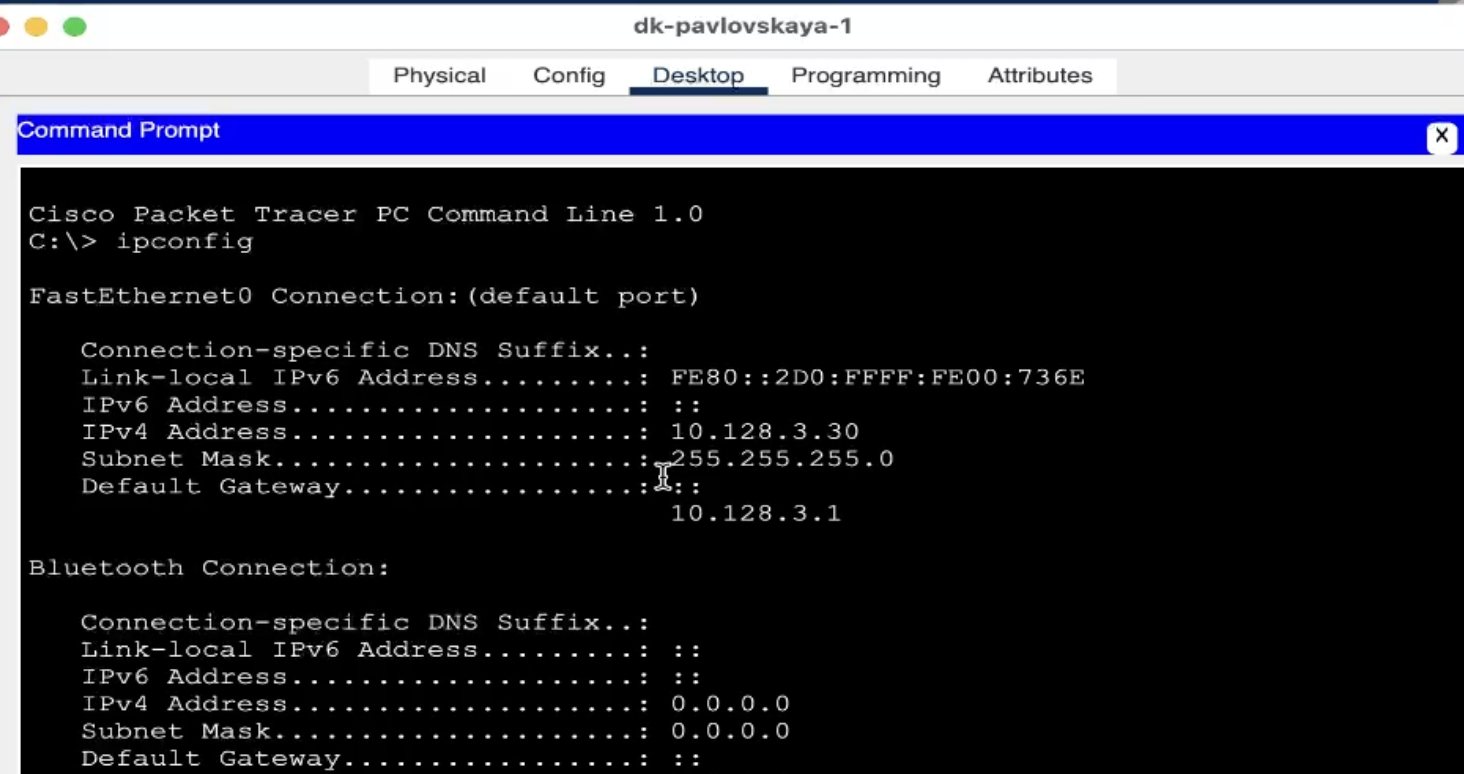 dk-pavlovskaya-1
Physical Config Desktop Programming Attributes
Command Prompt
X
Cisco Packet Tracer PC Command Line 1.0
C:\> ipconfig
FastEthernet0 Connection:(default port)
Connection-specific DNS Suffix..:
Link-local IPv6 Address.........: FE80::2D0:FFFF:FE00:736E
IPv6 Address....................: ::
IPv4 Address....................: 10.128.3.30
Subnet Mask.....................: 255.255.255.0
Default Gateway.................: ::
10.128.3.1
Bluetooth Connection:
Connection-specific DNS Suffix..:
Link-local IPv6 Address.........: ::
IPv6 Address....................: ::
IPv4 Address....................: 0.0.0.0
Subnet Mask.....................: 0.0.0.0
Default Gateway.................: ::